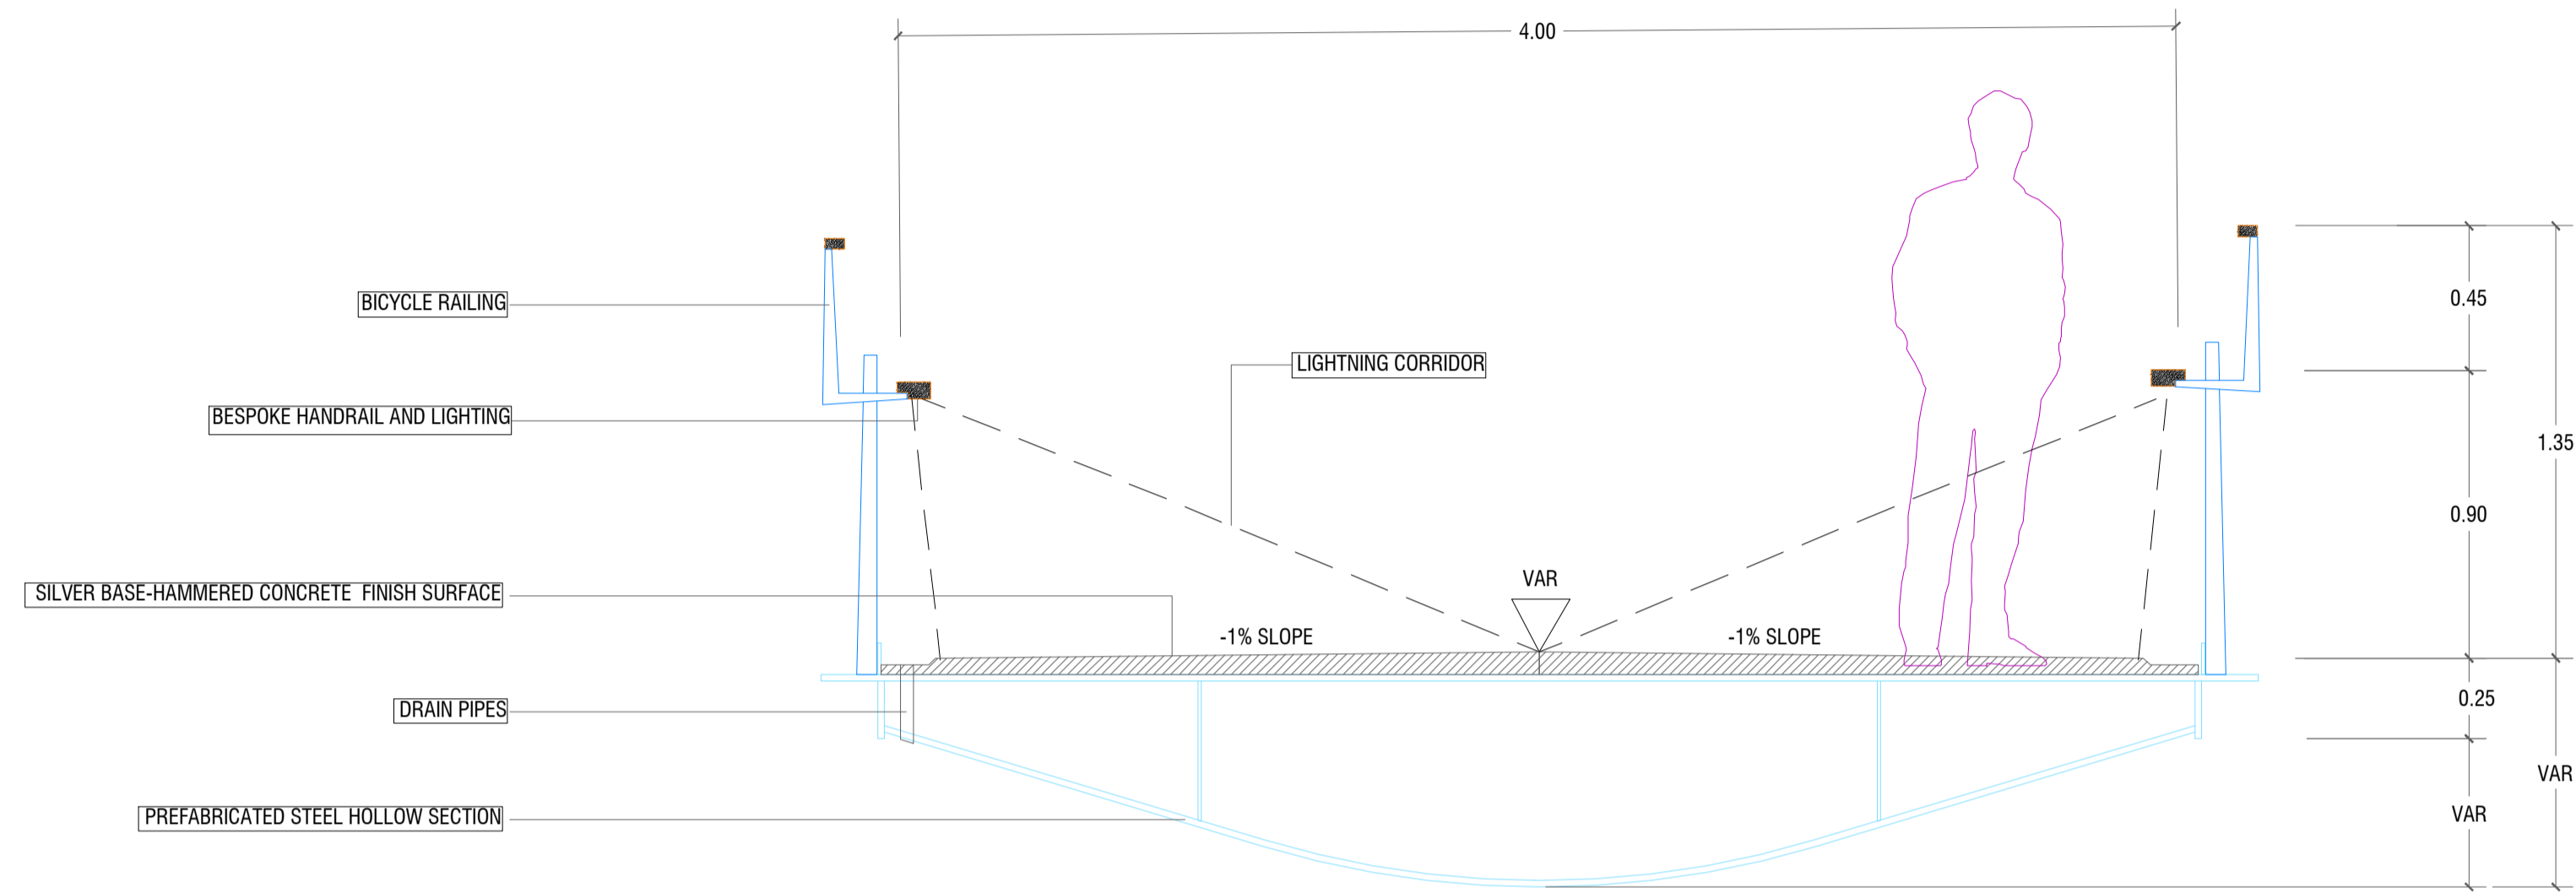 4.00
BICYCLE RAILING
0.45
LIGHTNING CORRIDOR
BESPOKE HANDRAIL AND LIGHTING
1.35
0.90
VAR
SILVER BASE-HAMMERED CONCRETE FINISH SURFACE
-1% SLOPE
-1% SLOPE
0.25
DRAIN PIPES
VAR
PREFABRICATED STEEL HOLLOW SECTION
VAR